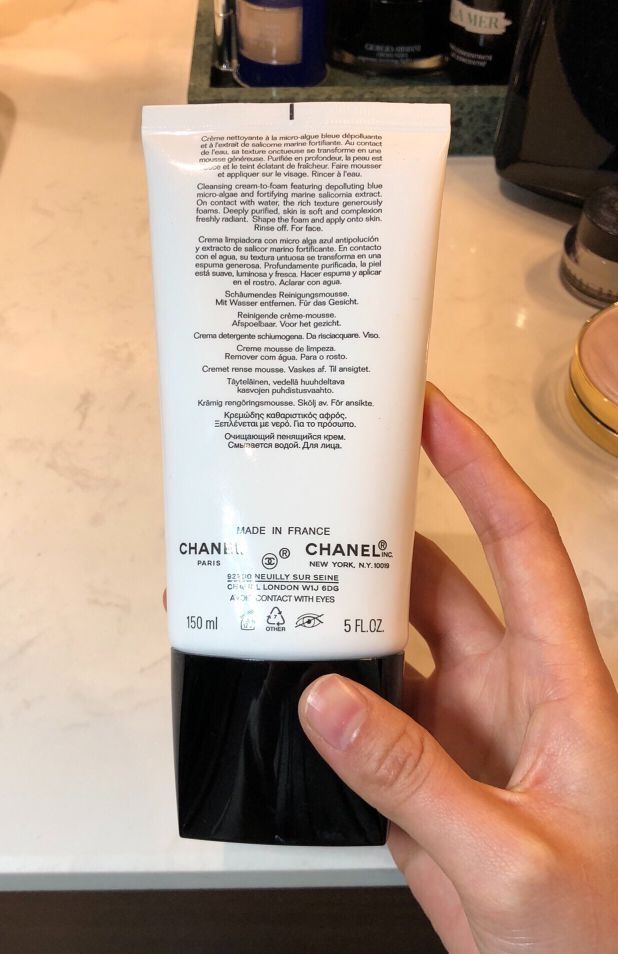 LA MER
GIORGIO ARMANI
Crème nettoyante à la micro-algue bleue dépolluante
et à l'extrait de salicorne marine fortifiante. Au contact
de l'eau, sa texture onctueuse se transforme en une
mousse généreuse. Purifiée en profondeur, la peau est
et le teint éclatant de fraîcheur. Faire mousser
et appliquer sur le visage. Rincer à l'eau.
Cleansing cream-to-foam featuring depolluting blue
micro-algae and fortifying marine salicornia extract.
On contact with water, the rich texture generously
foams. Deeply purified, skin is soft and complexion
freshly radiant. Shape the foam and apply onto skin.
Rinse off. For face.
Crema limpiadora con micro alga azul antipolución
y extracto de salicor marino fortificante. En contacto
con el agua, su textura untuosa se transforma en una
espuma generosa. Profundamente purificada, la piel
está suave, luminosa y fresca. Hacer espuma y aplicar
en el rostro. Aclarar con agua.
Schäumendes Reinigungsmousse.
Mit Wasser entfernen. Für das Gesicht.
Reinigende crème-mousse.
Afspoelbaar. Voor het gezicht.
Crema detergente schiumogena. Da risciacquare. Viso.
Creme mousse de limpeza.
Remover com água. Para o rosto.
Cremet rense mousse. Vaskes af. Til ansigtet.
Täyteläinen, vedellä huuhdeltava
kasvojen puhdistusvaahto.
Krämig rengöringsmousse. Skölj av. För ansikte.
Κρεμώδης καθαριστικός αφρός.
Ξεπλένεται με νερό. Για το πρόσωπο.
Очищающий пенящийся крем.
Смывается водой. Для лица.
MADE IN FRANCE
CHANEL ® CHANEL® INC.
PARIS NEW YORK, N.Y. 10019
NEUILLY SUR SEINE
LONDON W1J 6DG
CONTACT WITH EYES
150 ml 7 OTHER 5 FL.OZ.